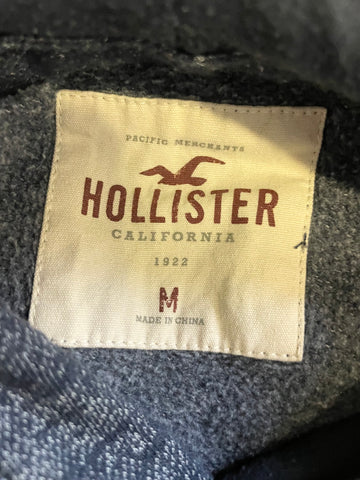 PACIFIC MERCHANTS
HOLLISTER
CALIFORNIA
1922
M
MADE IN CHINA